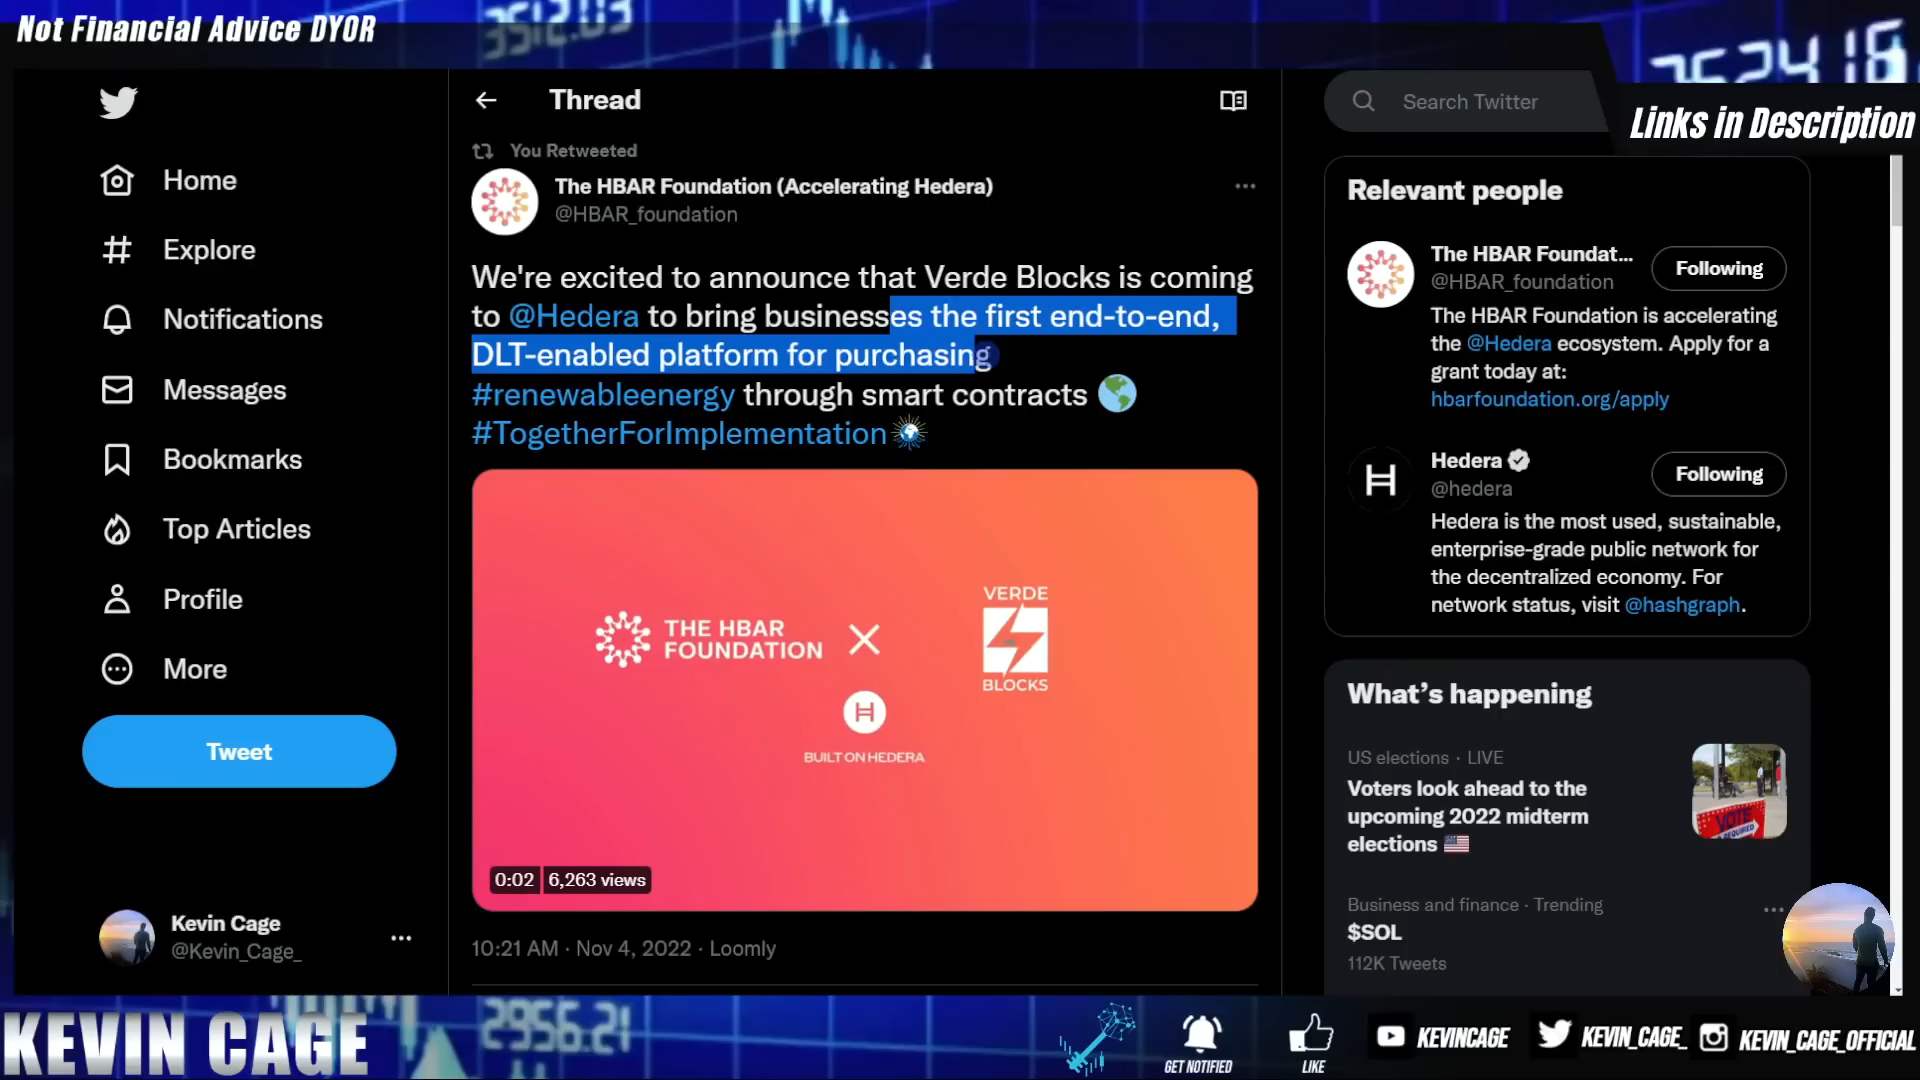 Not Financial Advice DYOR
3512.03
7524.18
Links in Description
Home
Explore
Notifications
Messages
Bookmarks
Top Articles
Profile
More
Tweet
Kevin Cage
@Kevin_Cage_
Thread
You Retweeted
The HBAR Foundation (Accelerating Hedera)
@HBAR_foundation
We're excited to announce that Verde Blocks is coming
to @Hedera to bring businesses the first end-to-end,
DLT-enabled platform for purchasing
#renewableenergy through smart contracts
#TogetherForImplementation
THE HBAR
FOUNDATION
VERDE
BLOCKS
BUILT ON HEDERA
0:02 6,263 views
10:21 AM · Nov 4, 2022 · Loomly
Search Twitter
Relevant people
The HBAR Foundat...
@HBAR_foundation
Following
The HBAR Foundation is accelerating
the @Hedera ecosystem. Apply for a
grant today at:
hbarfoundation.org/apply
Hedera
@hedera
Following
Hedera is the most used, sustainable,
enterprise-grade public network for
the decentralized economy. For
network status, visit @hashgraph.
What's happening
US elections · LIVE
Voters look ahead to the
upcoming 2022 midterm
elections
VOTE
Business and finance · Trending
$SOL
112K Tweets
KEVIN CAGE
2956.21
GET NOTIFIED
LIKE
KEVINCAGE
KEVIN_CAGE_
KEVIN_CAGE_OFFICIAL